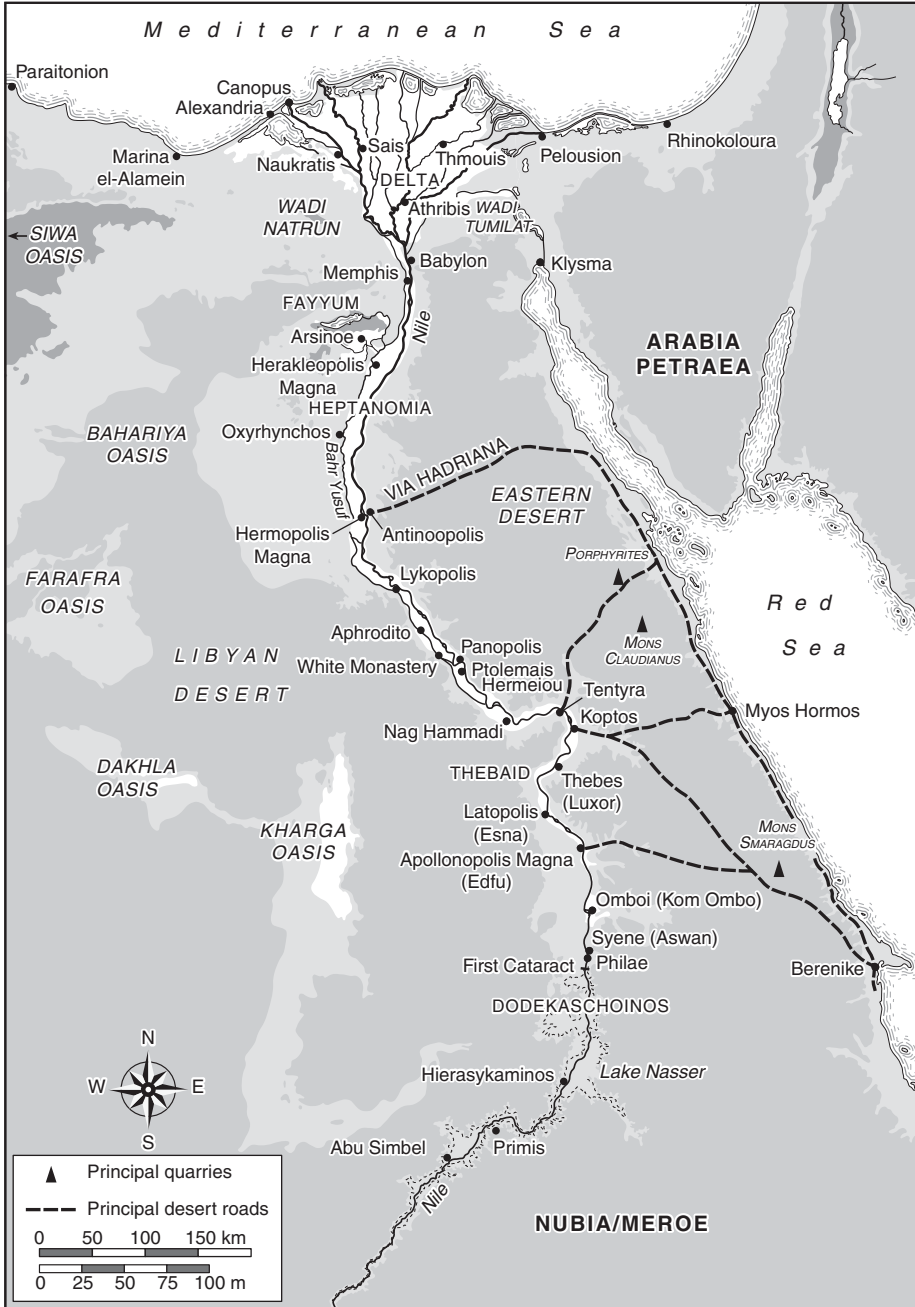 Mediterranean Sea
Paraitonion
Canopus
Alexandria
Marina
el-Alamein
Naukratis
Sais
Thmouis
DELTA
Pelousion
Rhinokoloura
WADI
NATRUN
Athribis
WADI
TUMILAT
SIWA
OASIS
Babylon
Klysma
Memphis
FAYYUM
Nile
Arsinoe
ARABIA
PETRAEA
Herakleopolis
Magna
HEPTANOMIA
Oxyrhynchos
BAHARIYA
OASIS
Bahr Yusuf
VIA HADRIANA
EASTERN
DESERT
Hermopolis
Magna
Antinoopolis
PORPHYRITES
FARAFRA
OASIS
Lykopolis
Red
Sea
MONS
CLAUDIANUS
Aphrodito
LIBYAN
DESERT
White Monastery
Panopolis
Ptolemais
Hermeiou
Tentyra
Koptos
Myos Hormos
Nag Hammadi
DAKHLA
OASIS
THEBAID
Thebes
(Luxor)
KHARGA
OASIS
Latopolis
(Esna)
MONS
SMARAGDUS
Apollonopolis Magna
(Edfu)
Omboi (Kom Ombo)
Syene (Aswan)
First Cataract
Philae
Berenike
DODEKASCHOINOS
N
W E
S
Hierasykaminos
Lake Nasser
Abu Simbel
Primis
Nile
NUBIA/MEROE
Principal quarries
Principal desert roads
0 50 100 150 km
0 25 50 75 100 m